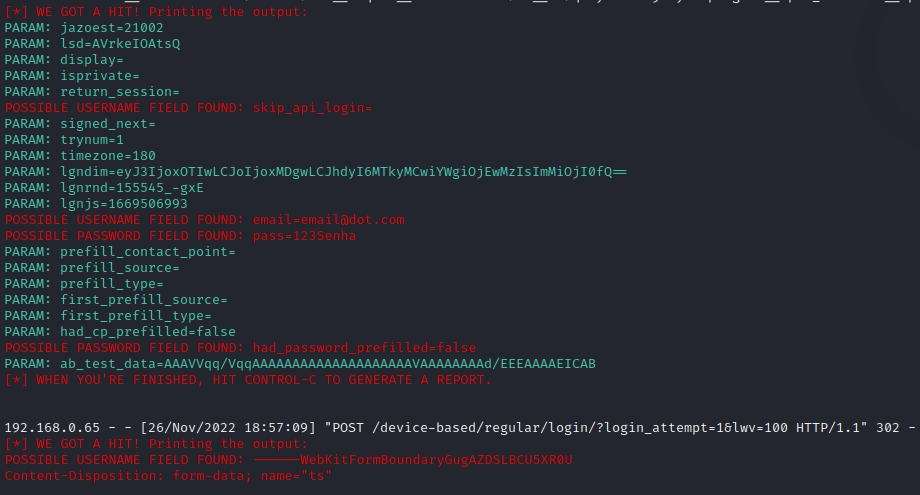 [*] WE GOT A HIT! Printing the output:
PARAM: jazoest=21002
PARAM: lsd=AVrkeIOAtsQ
PARAM: display=
PARAM: isprivate=
PARAM: return_session=
POSSIBLE USERNAME FIELD FOUND: skip_api_login=
PARAM: signed_next=
PARAM: trynum=1
PARAM: timezone=180
PARAM: lgndim=eyJ3IjoxOTIwLCJoIjoxMDgwLCJhdyI6MTkyMCwiYWgiOjEwMzIsImMiOjI0fQ==
PARAM: lgnrnd=155545_-gxE
PARAM: lgnjs=1669506993
POSSIBLE USERNAME FIELD FOUND: email=email@dot.com
POSSIBLE PASSWORD FIELD FOUND: pass=123Senha
PARAM: prefill_contact_point=
PARAM: prefill_source=
PARAM: prefill_type=
PARAM: first_prefill_source=
PARAM: first_prefill_type=
PARAM: had_cp_prefilled=false
POSSIBLE PASSWORD FIELD FOUND: had_password_prefilled=false
PARAM: ab_test_data=AAAVVqq/VqqAAAAAAAAAAAAAAAAAAAAVAAAAAAAAd/EEEAAAAEICAB
[*] WHEN YOU'RE FINISHED, HIT CONTROL-C TO GENERATE A REPORT.
192.168.0.65 - - [26/Nov/2022 18:57:09] "POST /device-based/regular/login/?login_attempt=1&lwv=100 HTTP/1.1" 302 -
[*] WE GOT A HIT! Printing the output:
POSSIBLE USERNAME FIELD FOUND: ------WebKitFormBoundaryGugAZDSLBCU5XR0U
Content-Disposition: form-data; name="ts"